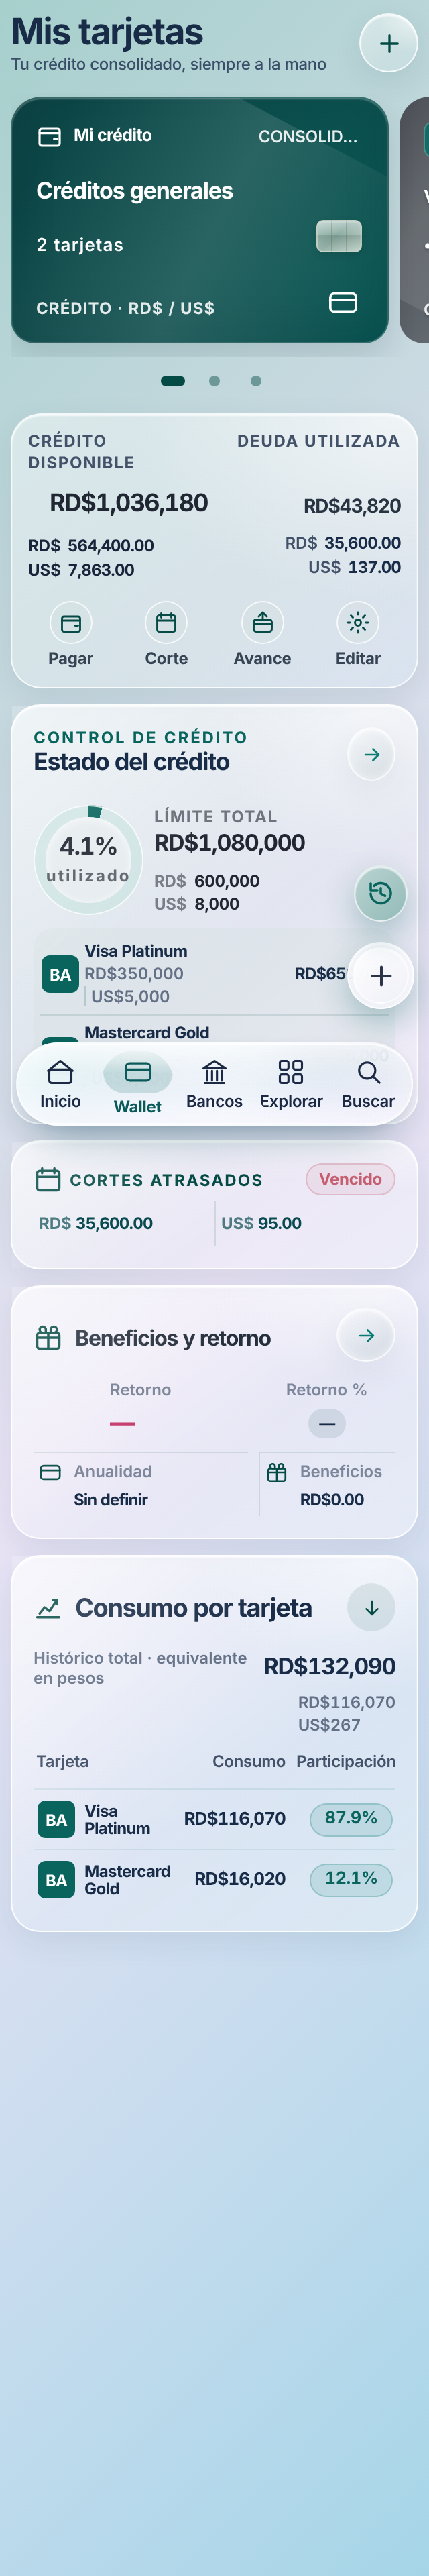 Mis tarjetas
Tu crédito consolidado, siempre a la mano
Mi crédito
CONSOLID...
Créditos generales
2 tarjetas
CRÉDITO · RD$ / US$
CRÉDITO DEUDA UTILIZADA
DISPONIBLE
RD$1,036,180 RD$43,820
RD$ 564,400.00 RD$ 35,600.00
US$ 7,863.00 US$ 137.00
Pagar Corte Avance Editar
CONTROL DE CRÉDITO
Estado del crédito
4.1%
utilizado
LÍMITE TOTAL
RD$1,080,000
RD$ 600,000
US$ 8,000
Visa Platinum
BA RD$350,000 RD$65
US$5,000
Mastercard Gold
Inicio Wallet Bancos Explorar Buscar
CORTES ATRASADOS Vencido
RD$ 35,600.00 US$ 95.00
Beneficios y retorno
Retorno Retorno %
— —
Anualidad Beneficios
Sin definir RD$0.00
Consumo por tarjeta
Histórico total · equivalente
en pesos
RD$132,090
RD$116,070
US$267
Tarjeta Consumo Participación
BA Visa
Platinum RD$116,070 87.9%
BA Mastercard
Gold RD$16,020 12.1%